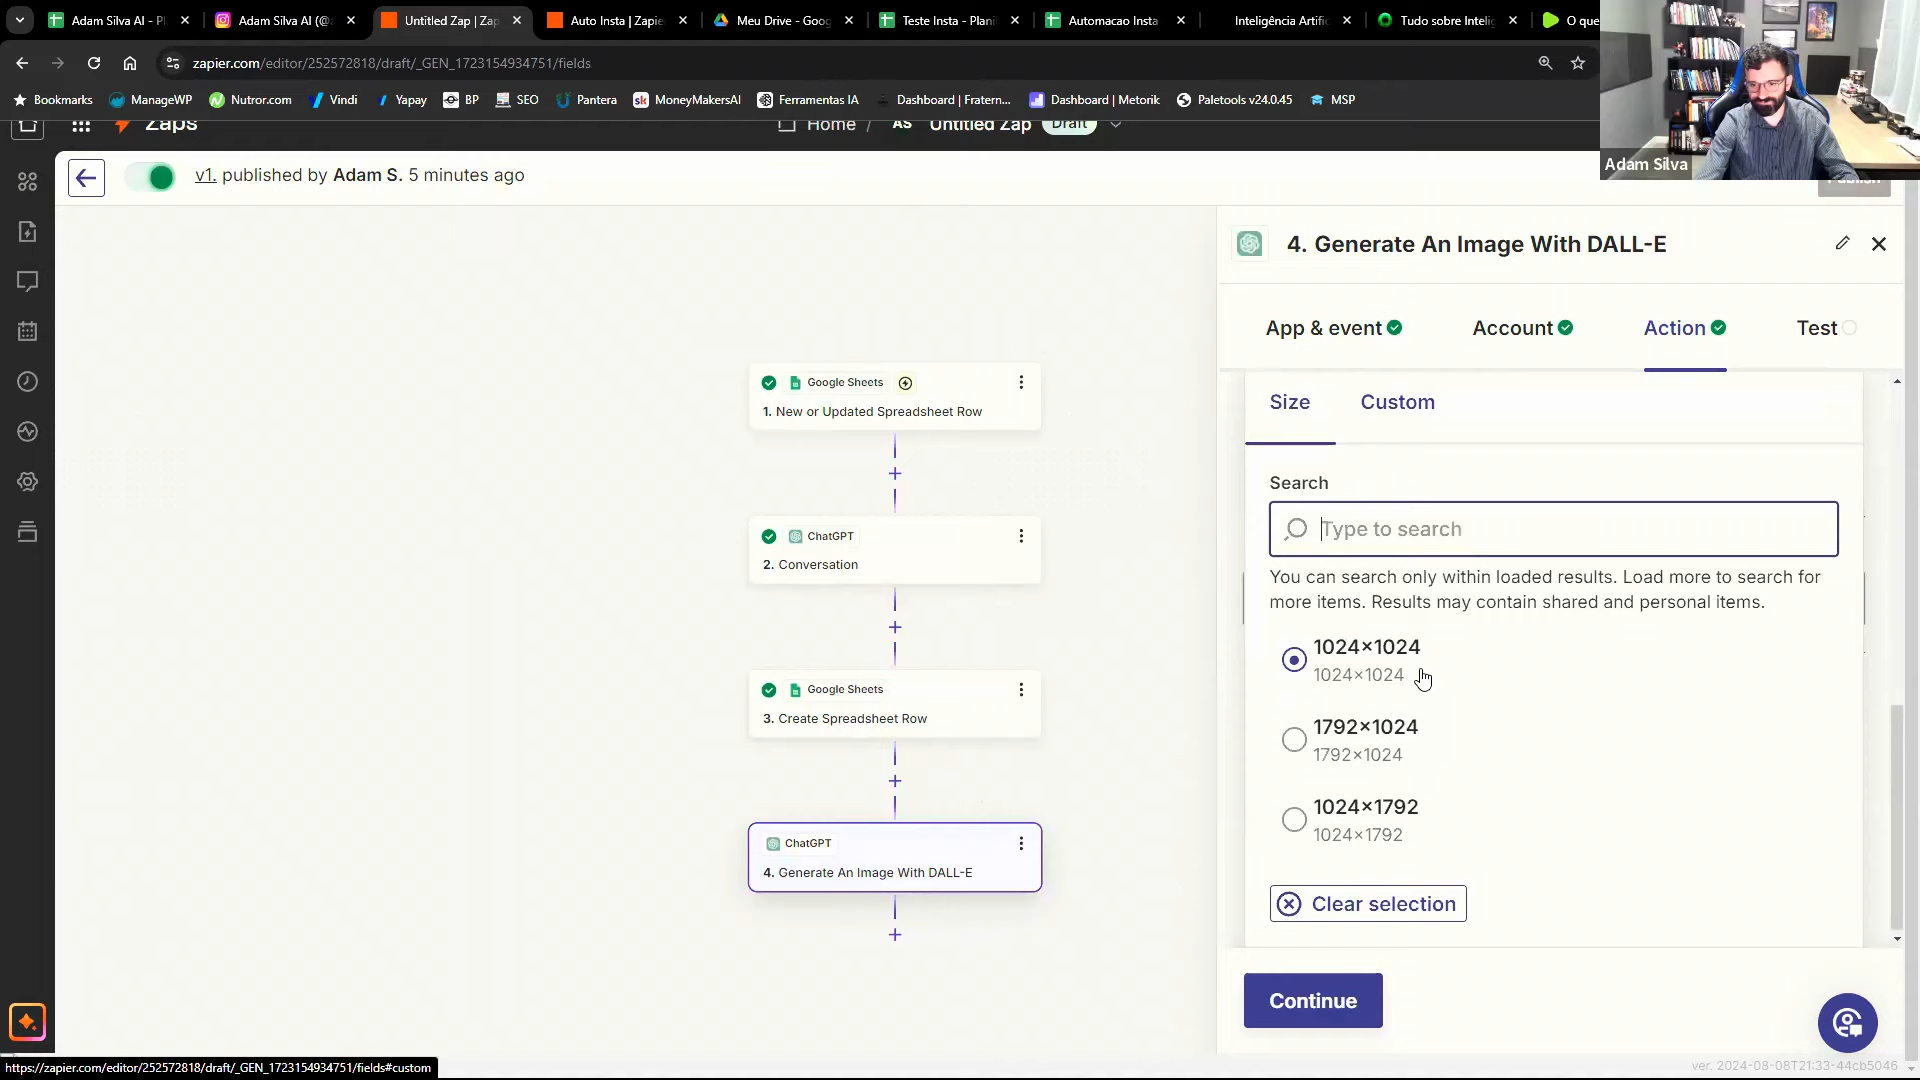 Adam Silva AI - Pl
Adam Silva AI (@
Untitled Zap | Zap
Auto Insta | Zapie
Meu Drive - Goog
Teste Insta - Plani
Automacao Insta
Inteligência Artifi
Tudo sobre Intelig
O que
zapier.com/editor/252572818/draft/_GEN_1723154934751/fields
Bookmarks
ManageWP
Nutror.com
Vindi
Yapay
BP
SEO
Pantera
MoneyMakersAI
Ferramentas IA
Dashboard | Fratern...
Dashboard | Metorik
Paletools v24.0.45
MSP
Zaps
Home / AS Untitled Zap Draft
Adam Silva
v1. published by Adam S. 5 minutes ago
Publish
4. Generate An Image With DALL-E
App & event
Account
Action
Test
Google Sheets
1. New or Updated Spreadsheet Row
ChatGPT
2. Conversation
Google Sheets
3. Create Spreadsheet Row
ChatGPT
4. Generate An Image With DALL-E
Size
Custom
Search
Type to search
You can search only within loaded results. Load more to search for
more items. Results may contain shared and personal items.
1024×1024
1024×1024
1792×1024
1792×1024
1024×1792
1024×1792
Clear selection
Continue
https://zapier.com/editor/252572818/draft/_GEN_1723154934751/fields#custom
ver. 2024-08-08T21:33-44cb5046